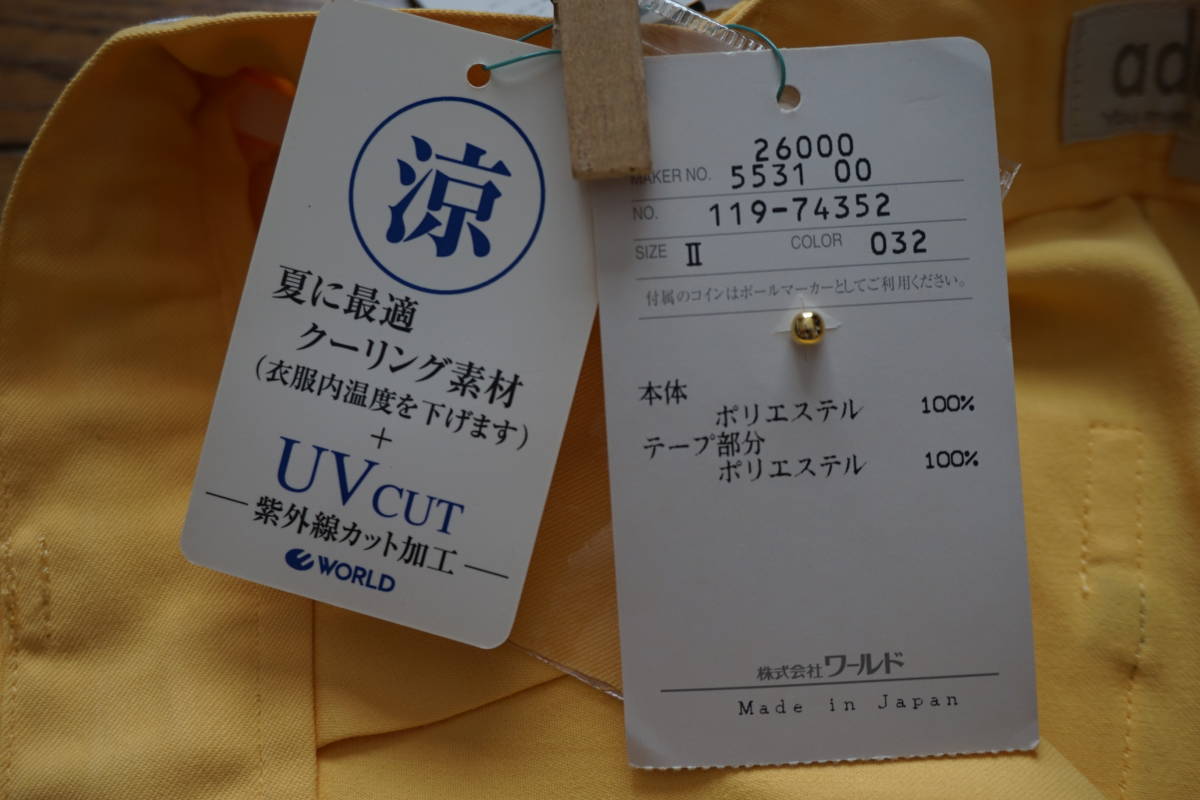 涼
夏に最適
クーリング素材
(衣服内温度を下げます)
+
UV CUT
紫外線カット加工
WORLD
26000
MAKER NO. 5531 00
NO. 119-74352
SIZE II COLOR 032
付属のコインはボールマーカーとしてご利用ください。
本体
ポリエステル 100%
テープ部分
ポリエステル 100%
株式会社ワールド
Made in Japan
ad